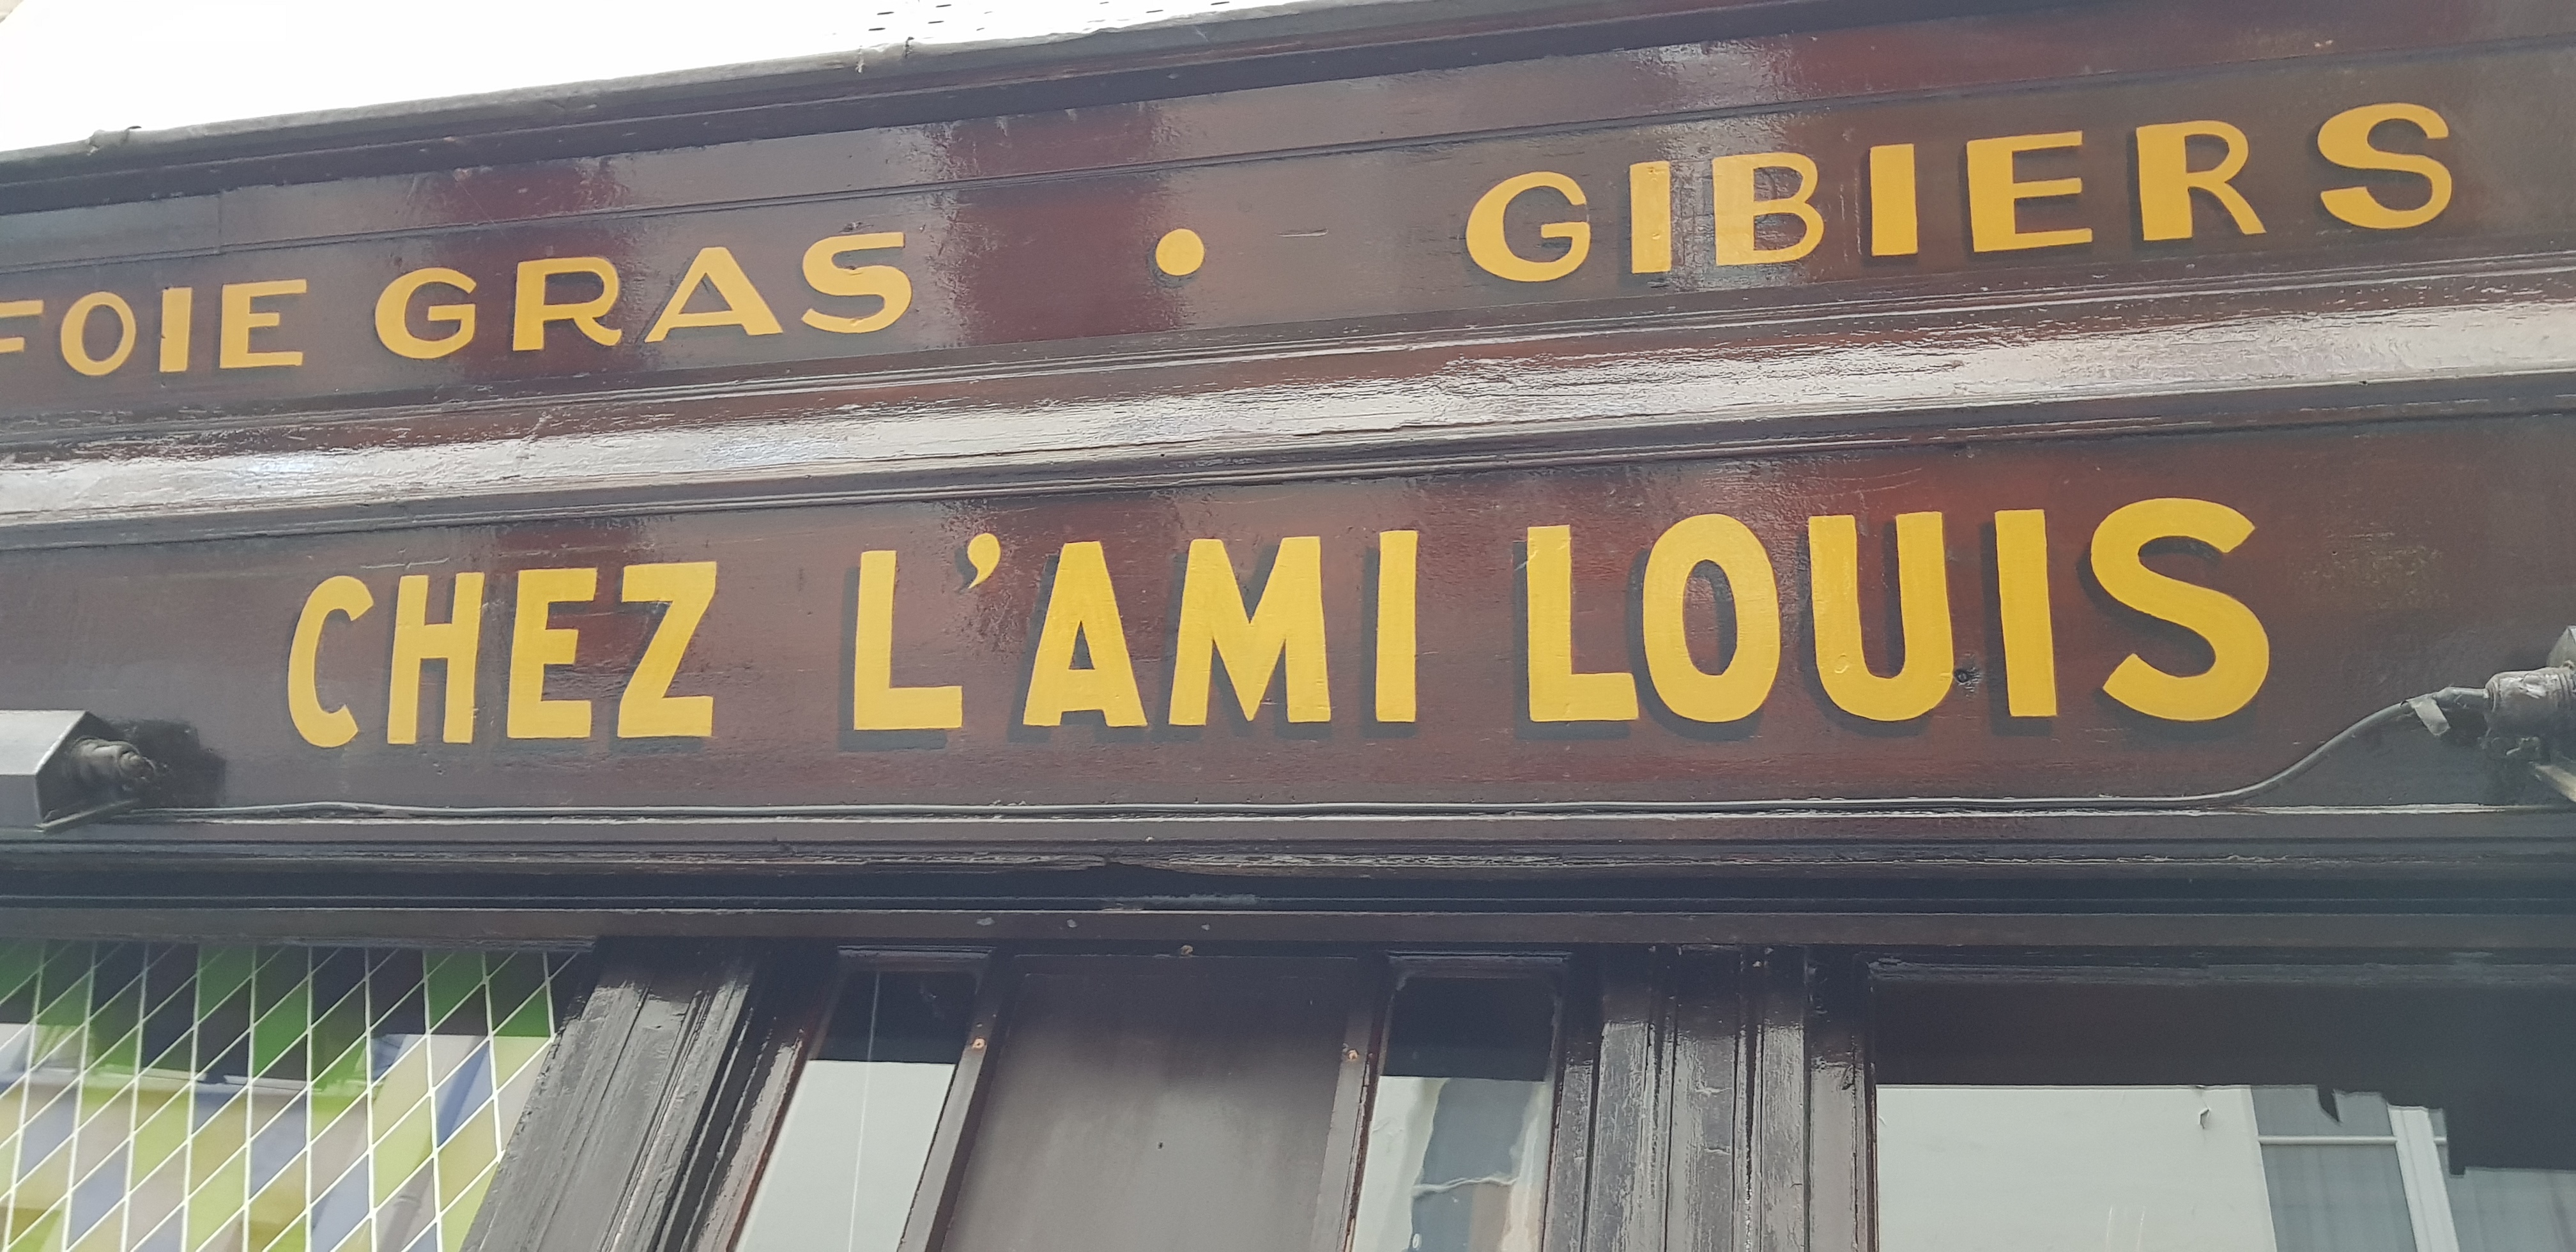 FOIE GRAS • GIBIERS
CHEZ L'AMI LOUIS